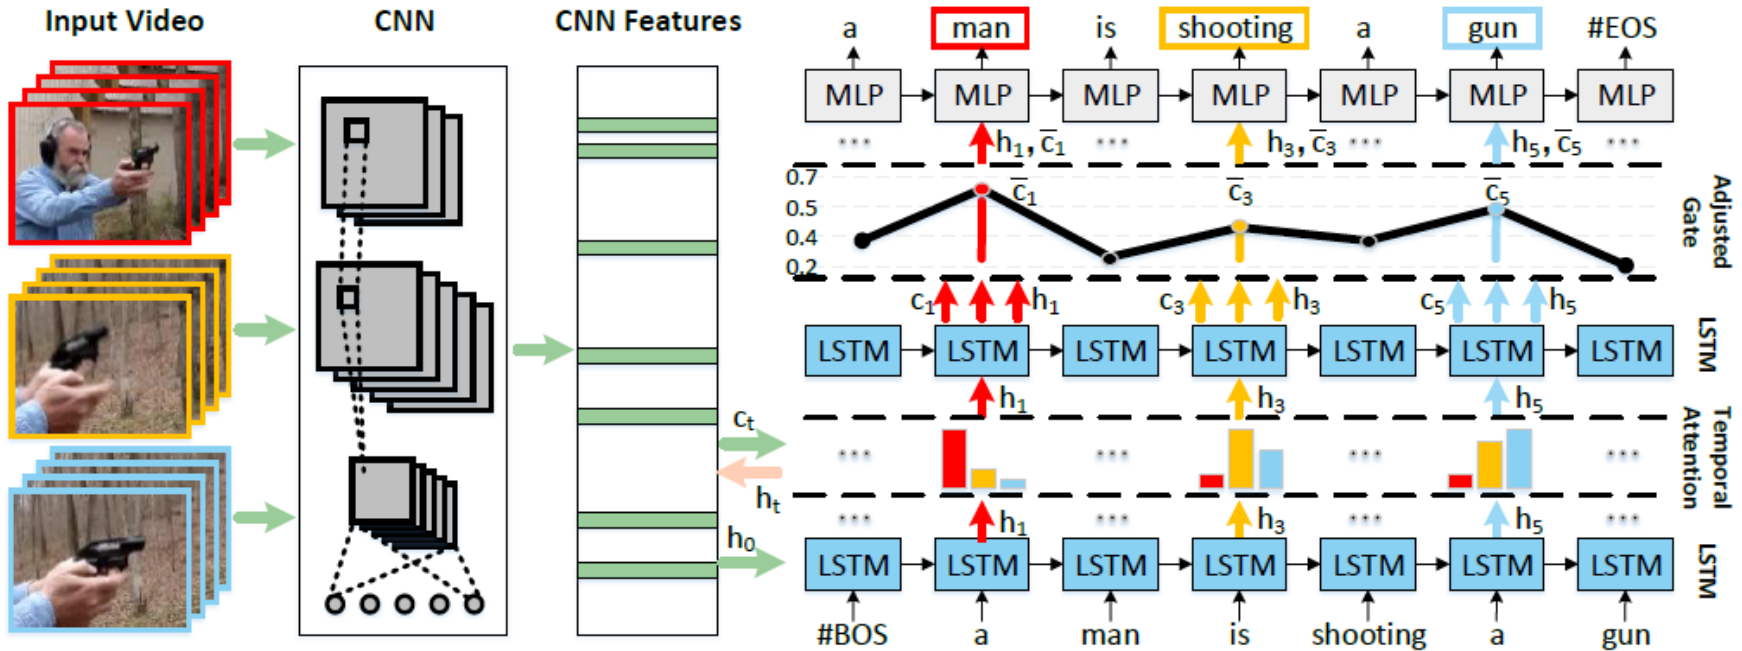 Input Video
CNN
CNN Features
a man is shooting a gun #EOS
MLP MLP MLP MLP MLP MLP MLP
... h₁, c̅₁ ... h₃, c̅₃ ... h₅, c̅₅ ...
0.7
0.5
0.4
0.2
c̅₁ c̅₃ c̅₅
Adjusted
Gate
c₁ h₁ c₃ h₃ c₅ h₅
LSTM LSTM LSTM LSTM LSTM LSTM LSTM
LSTM
h₁ h₃ h₅
cₜ
hₜ
... ... ... ...
Temporal
Attention
... h₁ ... h₃ ... h₅ ...
h₀
LSTM LSTM LSTM LSTM LSTM LSTM LSTM
LSTM
#BOS a man is shooting a gun